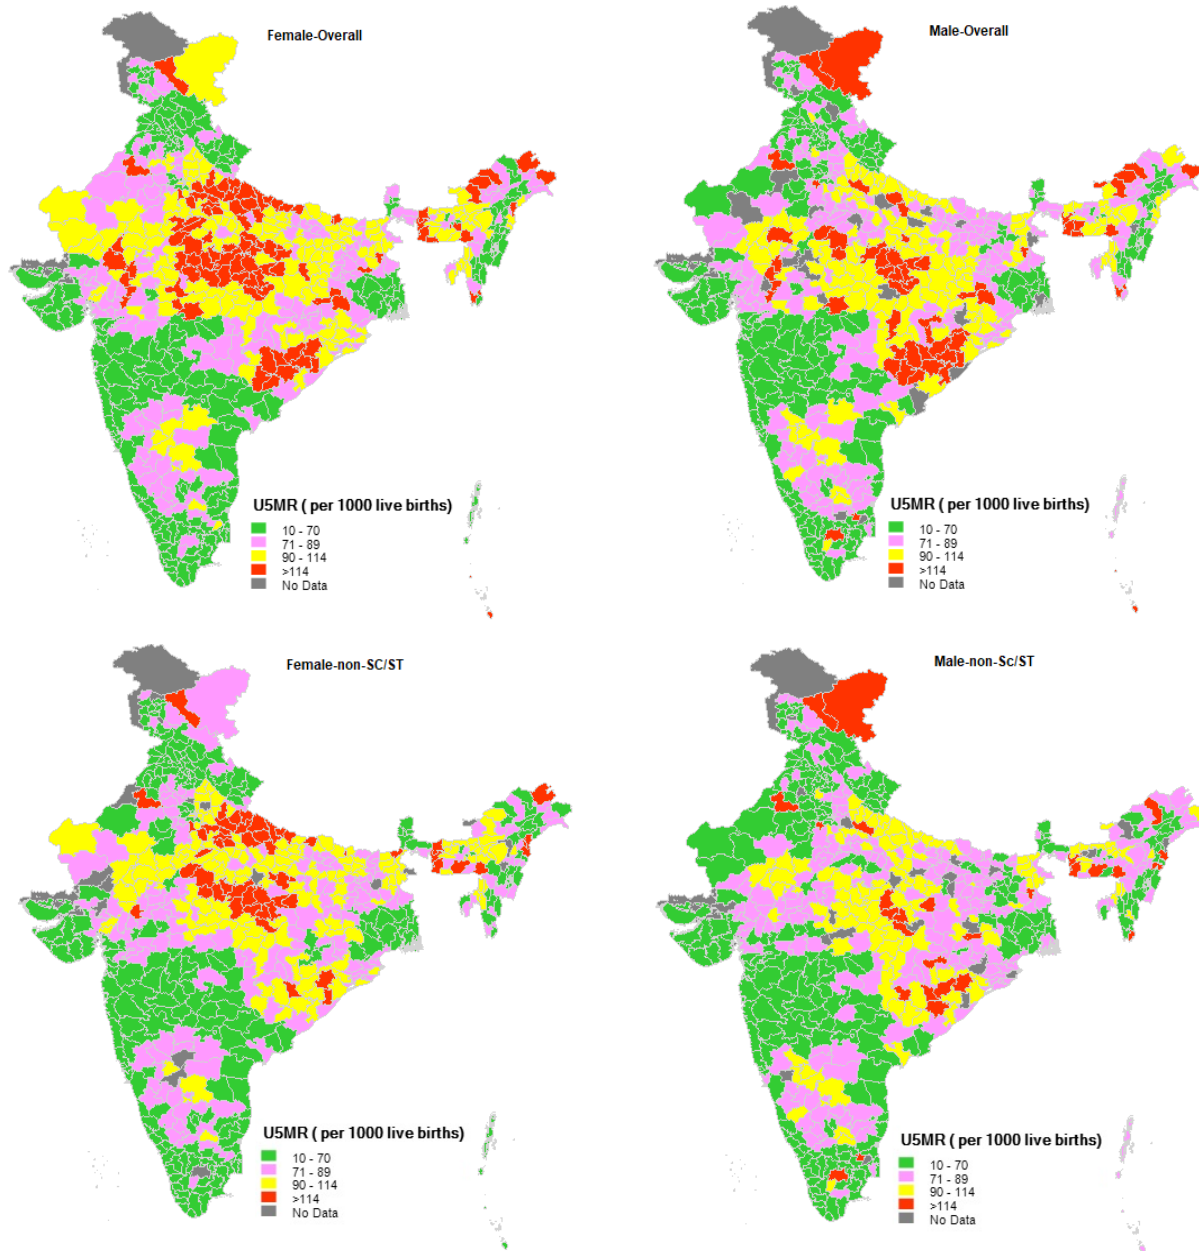 Female-Overall
U5MR ( per 1000 live births)
10 - 70
71 - 89
90 - 114
>114
No Data
Male-Overall
U5MR ( per 1000 live births)
10 - 70
71 - 89
90 - 114
>114
No Data
Female-non-SC/ST
U5MR ( per 1000 live births)
10 - 70
71 - 89
90 - 114
>114
No Data
Male-non-Sc/ST
U5MR ( per 1000 live births)
10 - 70
71 - 89
90 - 114
>114
No Data